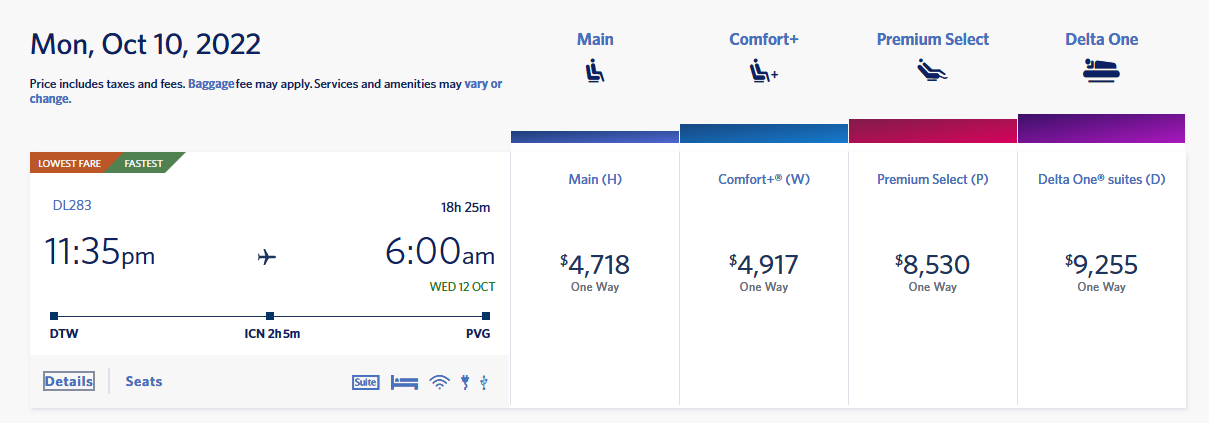 Mon, Oct 10, 2022
Price includes taxes and fees. Baggage fee may apply. Services and amenities may vary or
change.
Main
Comfort+
Premium Select
Delta One
+
LOWEST FARE
FASTEST
DL283
18h 25m
11:35pm
6:00am
WED 12 OCT
DTW
ICN 2h 5m
PVG
Details
Seats
Suite
Main (H)
$4,718
One Way
Comfort+® (W)
$4,917
One Way
Premium Select (P)
$8,530
One Way
Delta One® suites (D)
$9,255
One Way